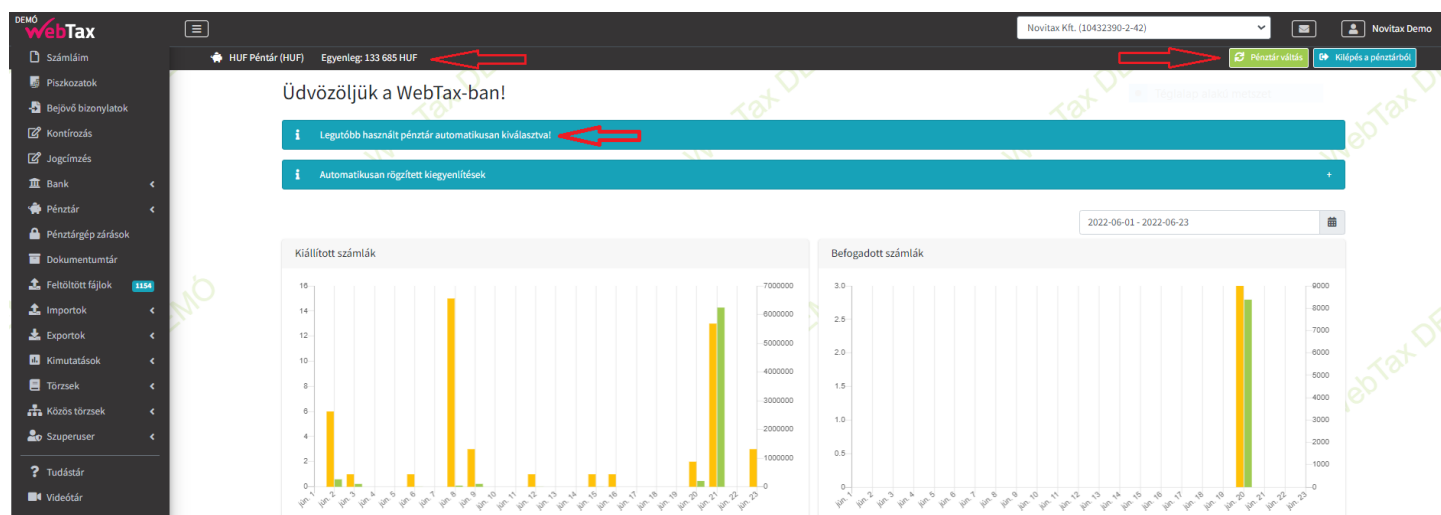 DEMÓ
WebTax
Novitax Kft. (10432390-2-42)
Novitax Demo
HUF Péntár (HUF) Egyenleg: 133 685 HUF
Pénztár váltás
Kilépés a pénztárból
Számláim
Piszkozatok
Bejövő bizonylatok
Kontírozás
Jogcímzés
Bank
Pénztár
Pénztárgép zárások
Dokumentumtár
Feltöltött fájlok 1154
Importok
Exportok
Kimutatások
Törzsek
Közös törzsek
Szuperuser
Tudástár
Videótár
Üdvözöljük a WebTax-ban!
Legutóbb használt pénztár automatikusan kiválasztva!
Automatikusan rögzített kiegyenlítések +
2022-06-01 - 2022-06-23
Kiállított számlák
16
14
12
10
8
6
4
2
0
7000000
6000000
5000000
4000000
3000000
2000000
1000000
0
jún. 1 jún. 2 jún. 3 jún. 4 jún. 5 jún. 6 jún. 7 jún. 8 jún. 9 jún. 10 jún. 11 jún. 12 jún. 13 jún. 14 jún. 15 jún. 16 jún. 17 jún. 18 jún. 19 jún. 20 jún. 21 jún. 22 jún. 23
Befogadott számlák
3.0
2.5
2.0
1.5
1.0
0.5
0
9000
8000
7000
6000
5000
4000
3000
2000
1000
0
jún. 1 jún. 2 jún. 3 jún. 4 jún. 5 jún. 6 jún. 7 jún. 8 jún. 9 jún. 10 jún. 11 jún. 12 jún. 13 jún. 14 jún. 15 jún. 16 jún. 17 jún. 18 jún. 19 jún. 20 jún. 21 jún. 22 jún. 23